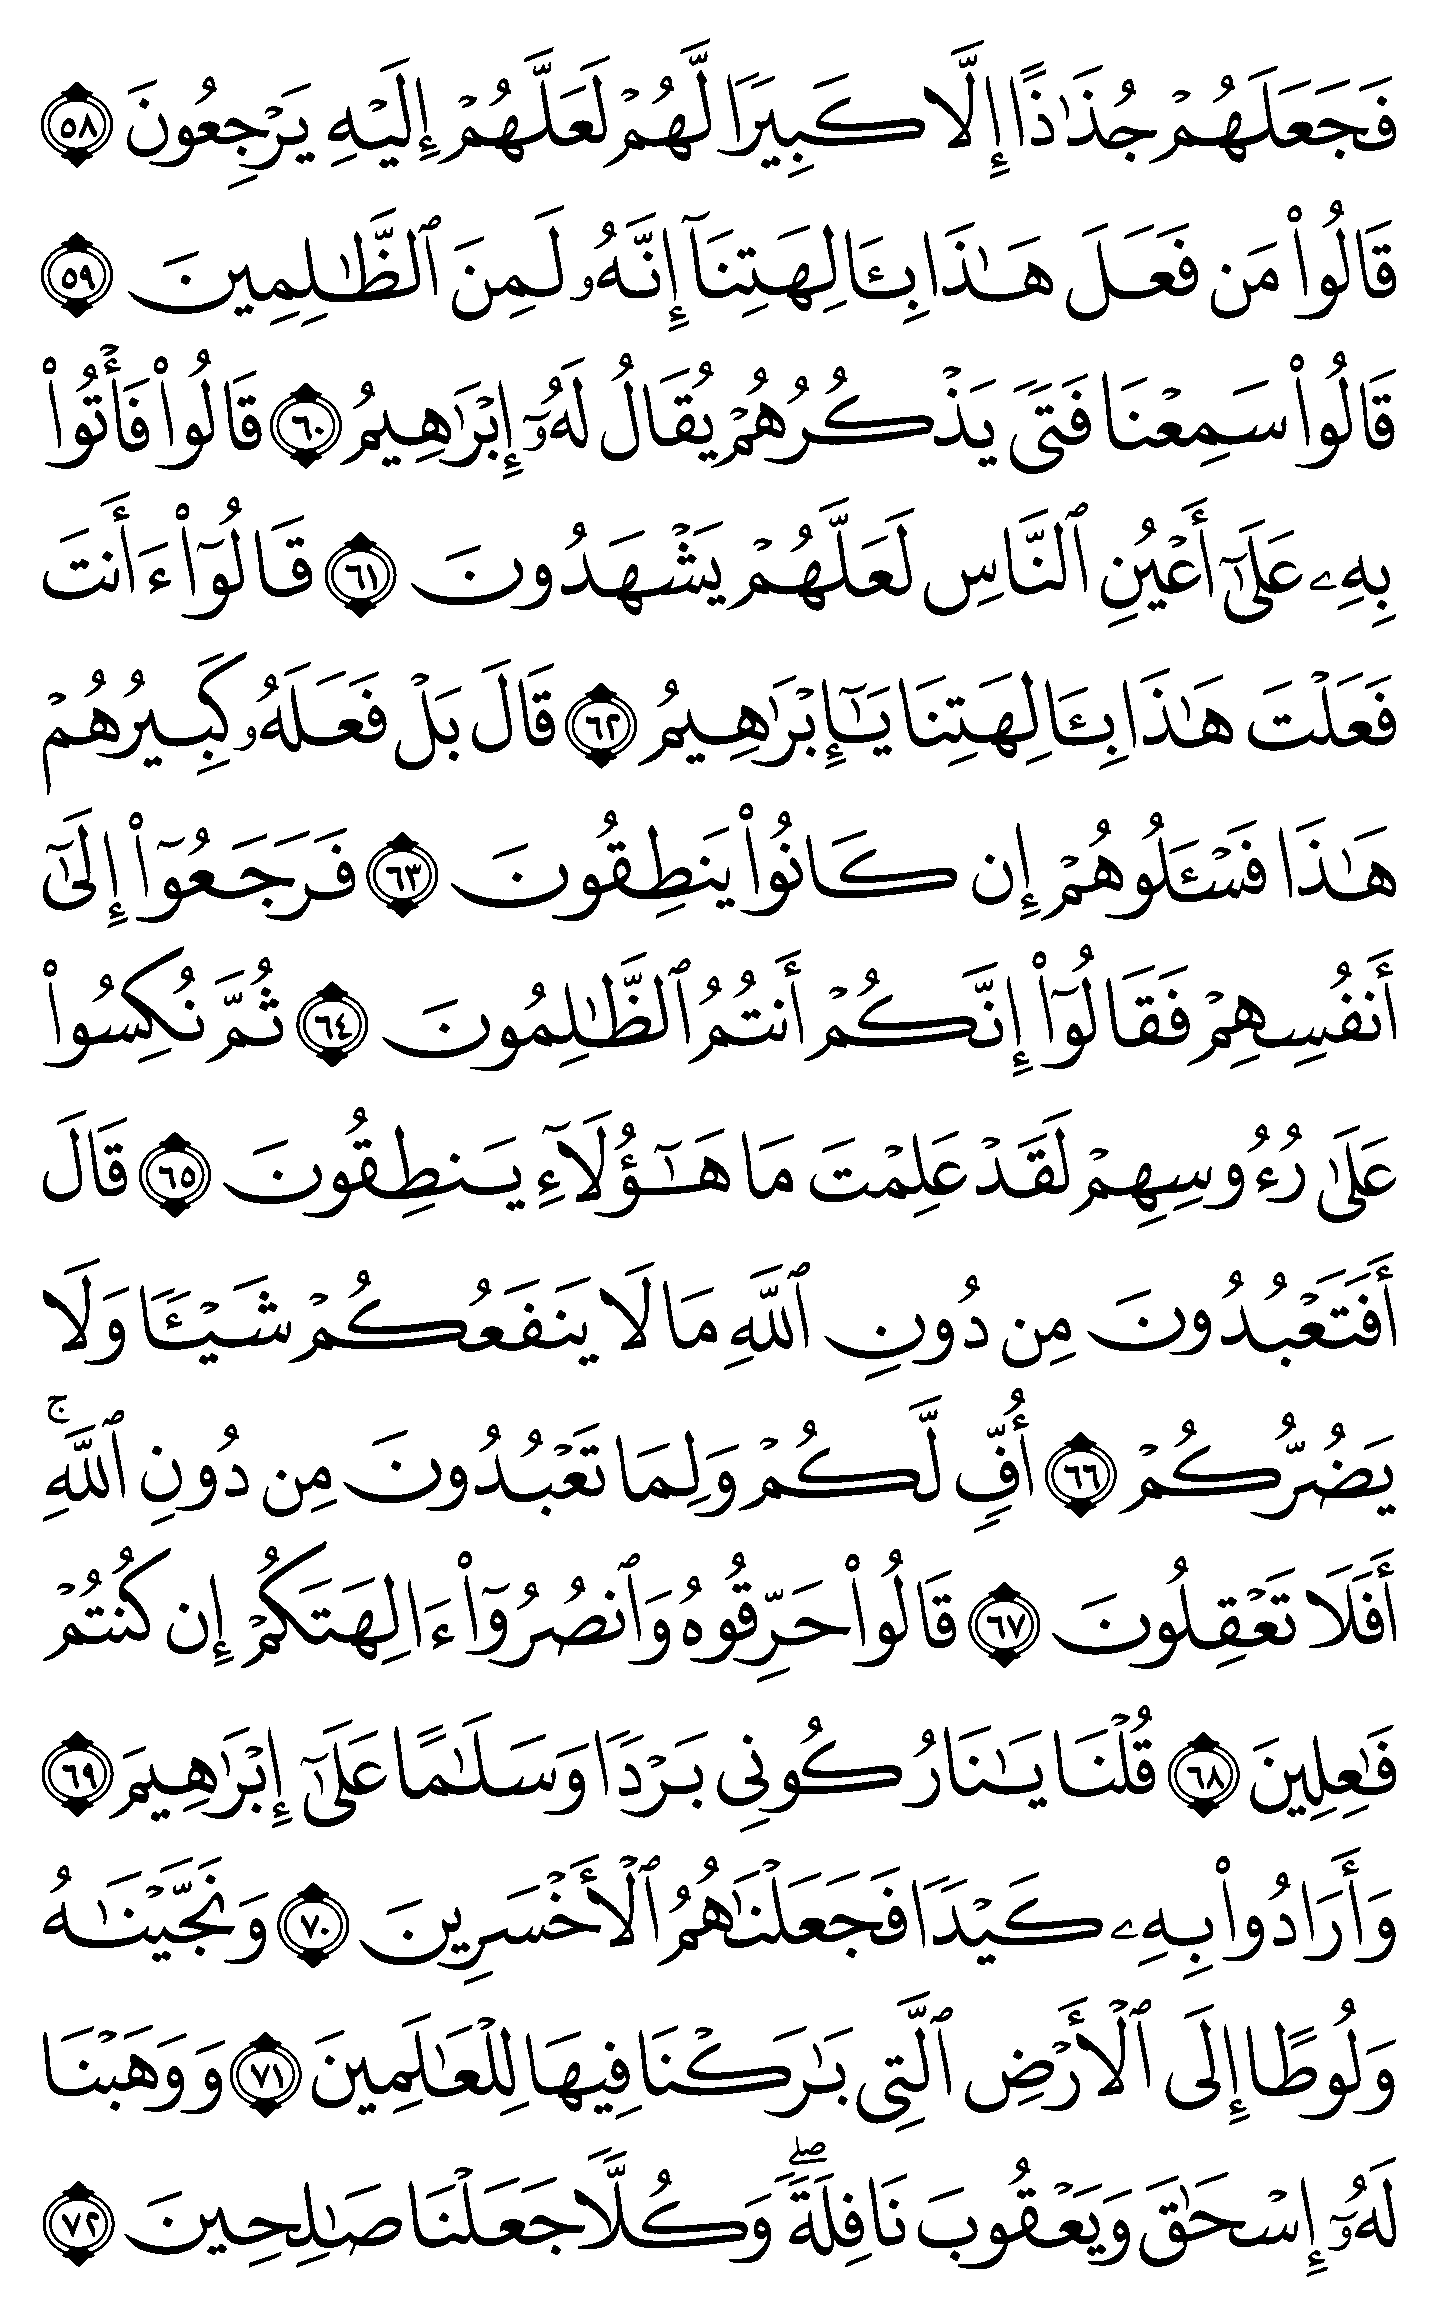 فَجَعَلَهُمْ جُذَٰذًا إِلَّا كَبِيرًا لَّهُمْ لَعَلَّهُمْ إِلَيْهِ يَرْجِعُونَ ٥٨
قَالُوا۟ مَن فَعَلَ هَٰذَا بِـَٔالِهَتِنَآ إِنَّهُۥ لَمِنَ ٱلظَّٰلِمِينَ ٥٩
قَالُوا۟ سَمِعْنَا فَتًى يَذْكُرُهُمْ يُقَالُ لَهُۥٓ إِبْرَٰهِيمُ ٦٠ قَالُوا۟ فَأْتُوا۟
بِهِۦ عَلَىٰٓ أَعْيُنِ ٱلنَّاسِ لَعَلَّهُمْ يَشْهَدُونَ ٦١ قَالُوٓا۟ ءَأَنتَ
فَعَلْتَ هَٰذَا بِـَٔالِهَتِنَا يَٰٓإِبْرَٰهِيمُ ٦٢ قَالَ بَلْ فَعَلَهُۥ كَبِيرُهُمْ
هَٰذَا فَسْـَٔلُوهُمْ إِن كَانُوا۟ يَنطِقُونَ ٦٣ فَرَجَعُوٓا۟ إِلَىٰٓ
أَنفُسِهِمْ فَقَالُوٓا۟ إِنَّكُمْ أَنتُمُ ٱلظَّٰلِمُونَ ٦٤ ثُمَّ نُكِسُوا۟
عَلَىٰ رُءُوسِهِمْ لَقَدْ عَلِمْتَ مَا هَٰٓؤُلَآءِ يَنطِقُونَ ٦٥ قَالَ
أَفَتَعْبُدُونَ مِن دُونِ ٱللَّهِ مَا لَا يَنفَعُكُمْ شَيْـًٔا وَلَا
يَضُرُّكُمْ ٦٦ أُفٍّ لَّكُمْ وَلِمَا تَعْبُدُونَ مِن دُونِ ٱللَّهِ ۚ
أَفَلَا تَعْقِلُونَ ٦٧ قَالُوا۟ حَرِّقُوهُ وَٱنصُرُوٓا۟ ءَالِهَتَكُمْ إِن كُنتُمْ
فَٰعِلِينَ ٦٨ قُلْنَا يَٰنَارُ كُونِى بَرْدًا وَسَلَٰمًا عَلَىٰٓ إِبْرَٰهِيمَ ٦٩
وَأَرَادُوا۟ بِهِۦ كَيْدًا فَجَعَلْنَٰهُمُ ٱلْأَخْسَرِينَ ٧٠ وَنَجَّيْنَٰهُ
وَلُوطًا إِلَى ٱلْأَرْضِ ٱلَّتِى بَٰرَكْنَا فِيهَا لِلْعَٰلَمِينَ ٧١ وَوَهَبْنَا
لَهُۥٓ إِسْحَٰقَ وَيَعْقُوبَ نَافِلَةً ۖ وَكُلًّا جَعَلْنَا صَٰلِحِينَ ٧٢